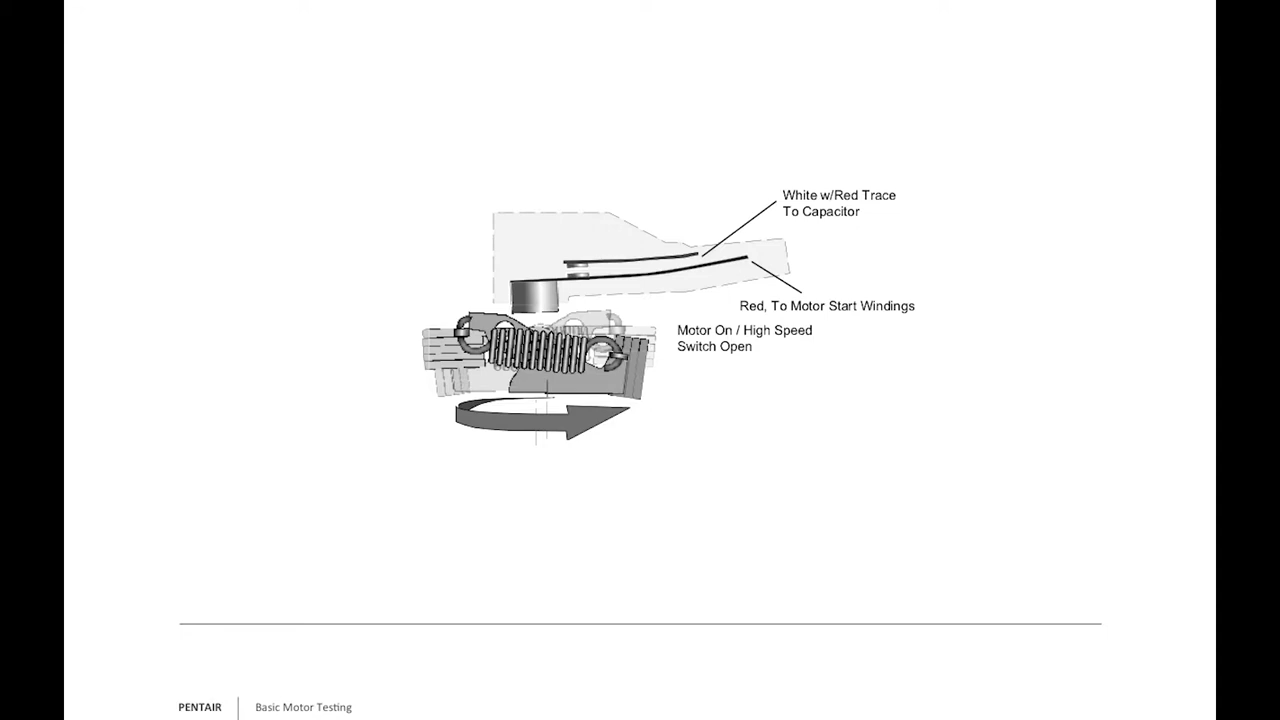 White w/Red Trace
To Capacitor
Red, To Motor Start Windings
Motor On / High Speed
Switch Open
PENTAIR
Basic Motor Testing